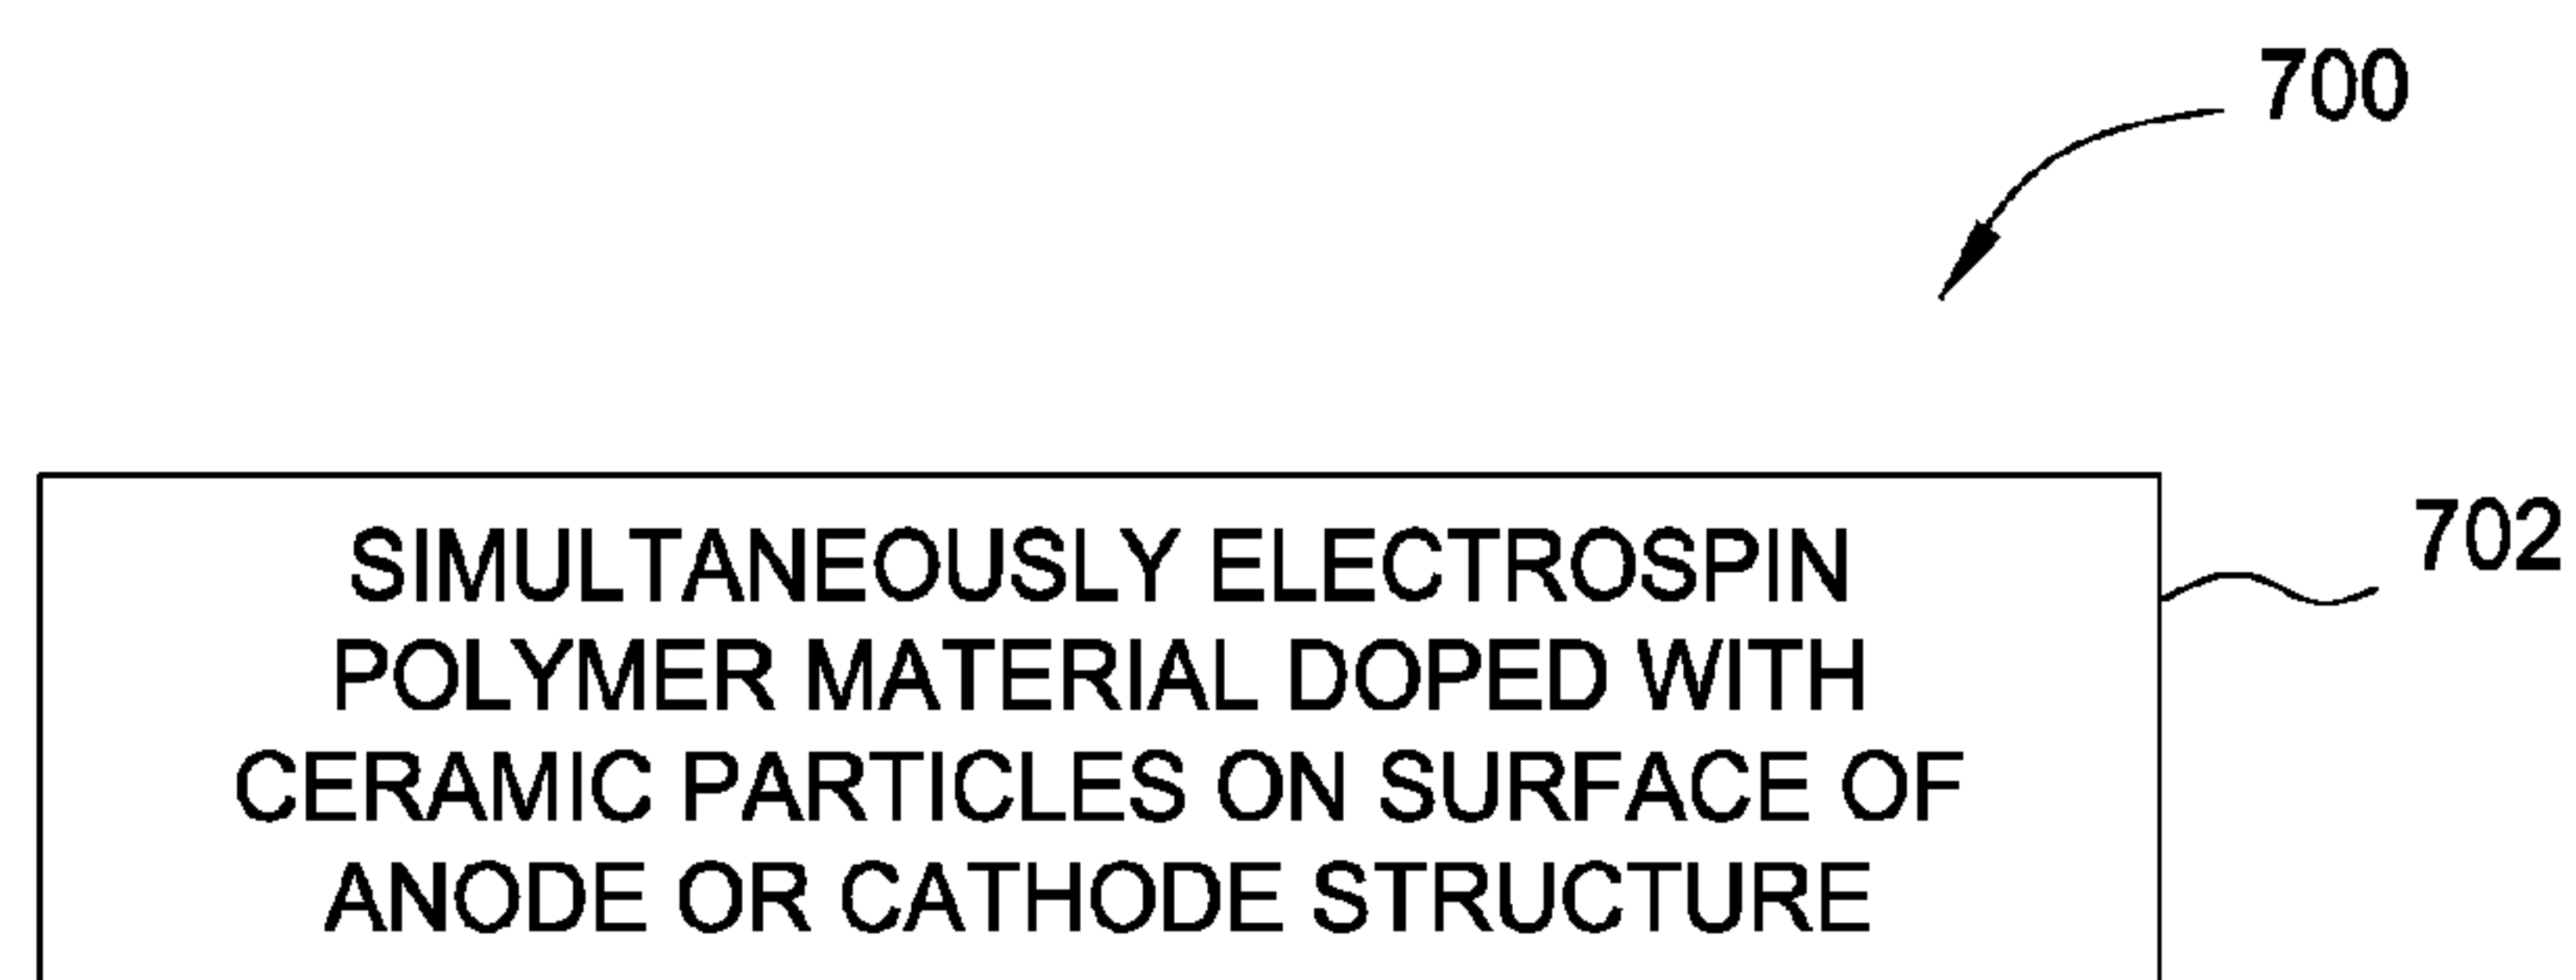 700
702
SIMULTANEOUSLY ELECTROSPIN
POLYMER MATERIAL DOPED WITH
CERAMIC PARTICLES ON SURFACE OF
ANODE OR CATHODE STRUCTURE